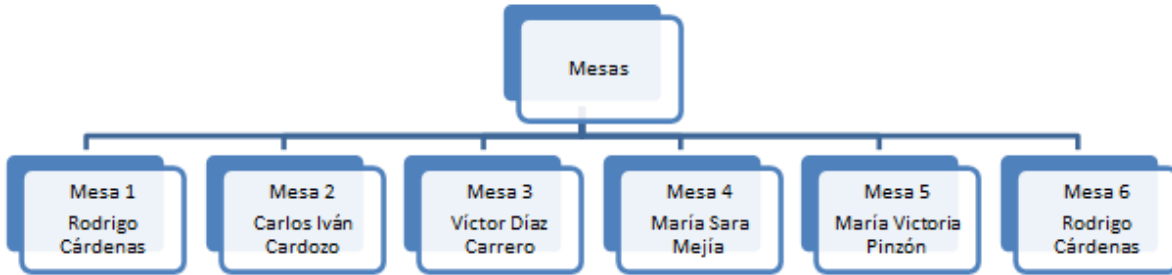 Mesas
Mesa 1
Rodrigo
Cárdenas
Mesa 2
Carlos Iván
Cardozo
Mesa 3
Víctor Díaz
Carrero
Mesa 4
María Sara
Mejía
Mesa 5
María Victoria
Pinzón
Mesa 6
Rodrigo
Cárdenas